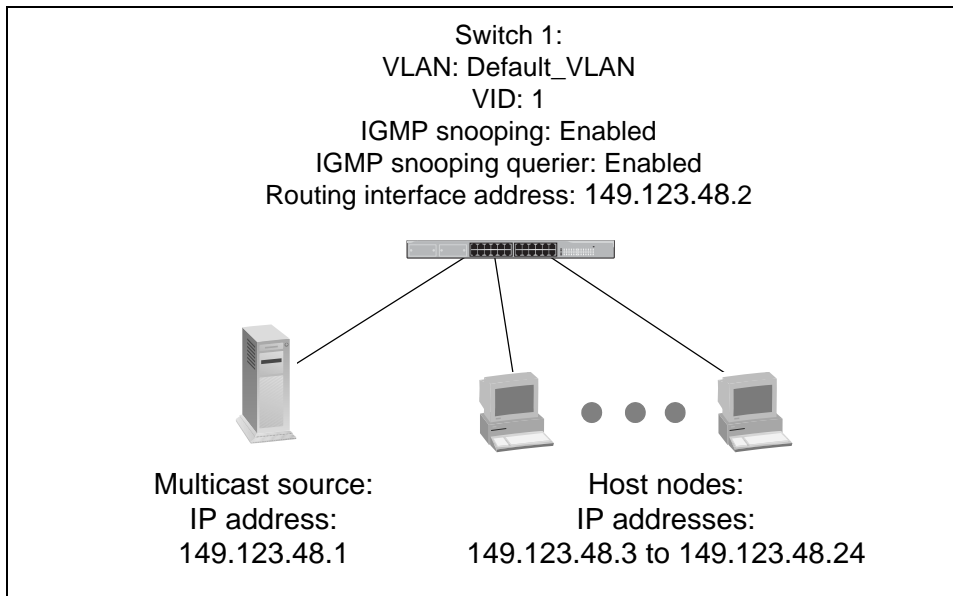 Switch 1:
VLAN: Default_VLAN
VID: 1
IGMP snooping: Enabled
IGMP snooping querier: Enabled
Routing interface address: 149.123.48.2
Multicast source:
IP address:
149.123.48.1
Host nodes:
IP addresses:
149.123.48.3 to 149.123.48.24